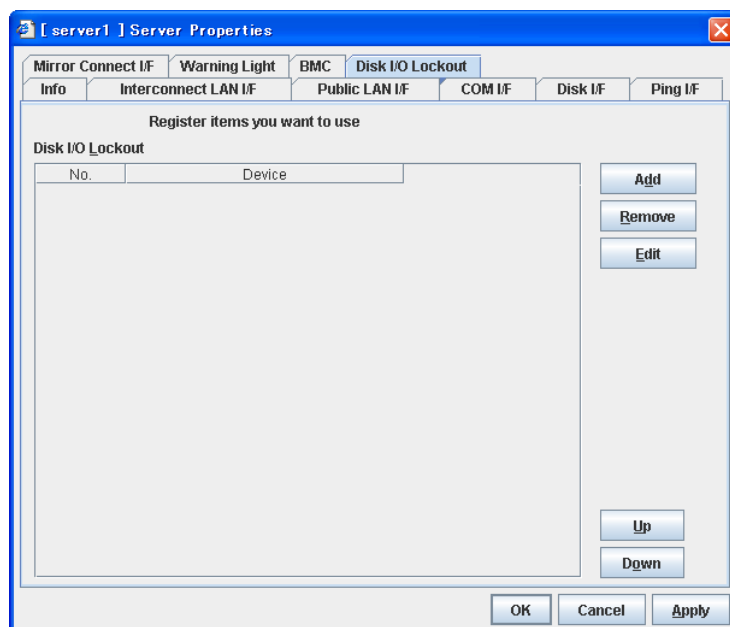 [ server1 ] Server Properties
Mirror Connect I/F Warning Light BMC Disk I/O Lockout
Info Interconnect LAN I/F Public LAN I/F COM I/F Disk I/F Ping I/F
Register items you want to use
Disk I/O Lockout
No. Device
Add
Remove
Edit
Up
Down
OK Cancel Apply